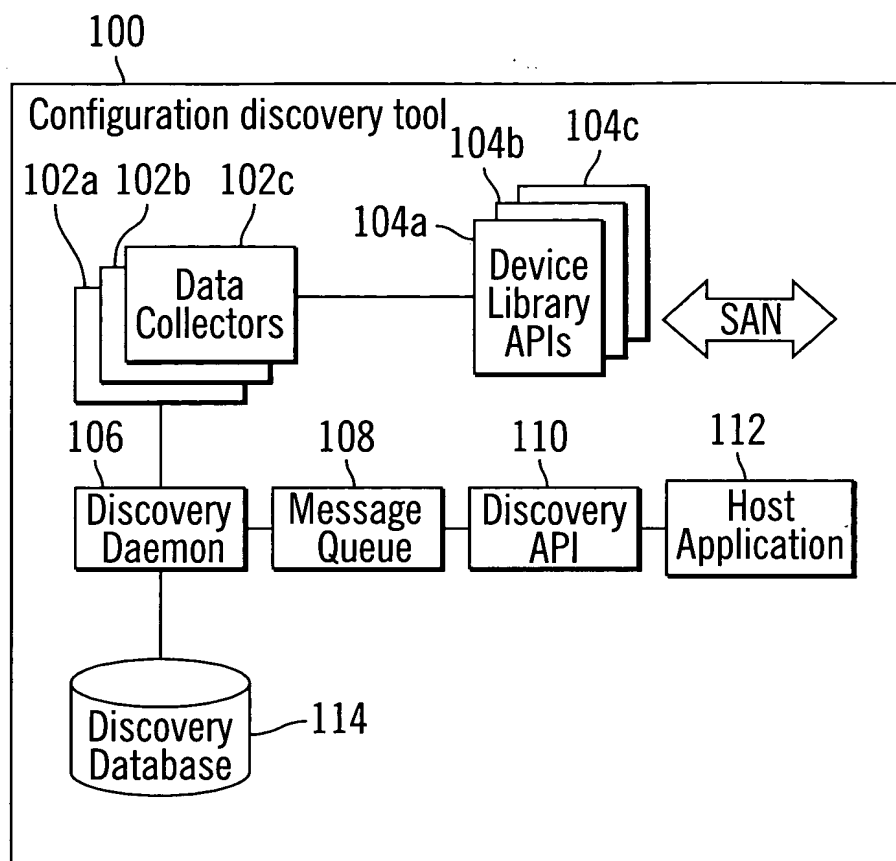 100
Configuration discovery tool
104b
104c
102a
102b
102c
104a
Data
Collectors
Device
Library
APIs
SAN
106
108
110
112
Discovery
Daemon
Message
Queue
Discovery
API
Host
Application
Discovery
Database
114